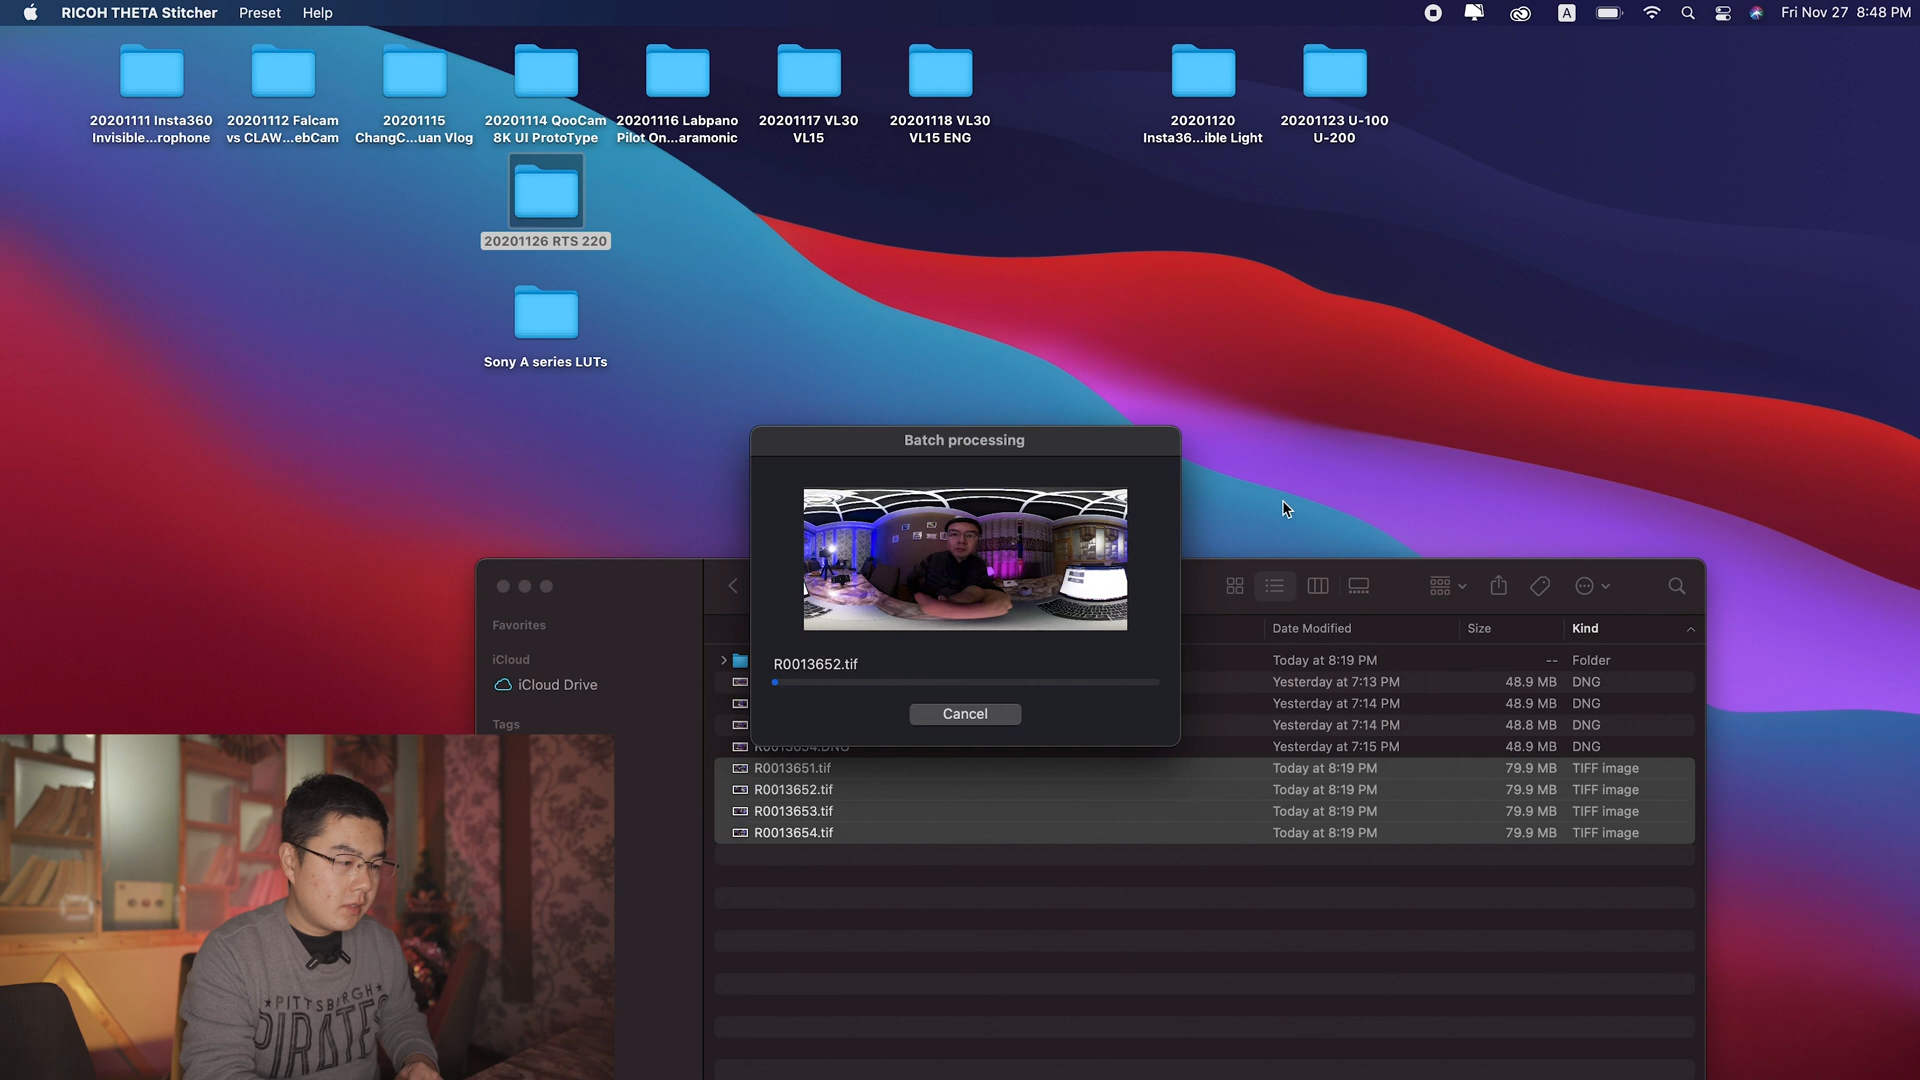 RICOH THETA Stitcher Preset Help
A Fri Nov 27 8:48 PM
20201111 Insta360
Invisible...rophone
20201112 Falcam
vs CLAW...ebCam
20201115
ChangC...uan Vlog
20201114 QooCam
8K UI ProtoType
20201116 Labpano
Pilot On...aramonic
20201117 VL30
VL15
20201118 VL30
VL15 ENG
20201120
Insta36...ible Light
20201123 U-100
U-200
20201126 RTS 220
Sony A series LUTs
Batch processing
R0013652.tif
Cancel
Favorites
iCloud
iCloud Drive
Tags
Date Modified Size Kind
Today at 8:19 PM -- Folder
Yesterday at 7:13 PM 48.9 MB DNG
Yesterday at 7:14 PM 48.9 MB DNG
Yesterday at 7:14 PM 48.8 MB DNG
R0013654.DNG Yesterday at 7:15 PM 48.9 MB DNG
R0013651.tif Today at 8:19 PM 79.9 MB TIFF image
R0013652.tif Today at 8:19 PM 79.9 MB TIFF image
R0013653.tif Today at 8:19 PM 79.9 MB TIFF image
R0013654.tif Today at 8:19 PM 79.9 MB TIFF image
PITTSBURGH
PIRATES